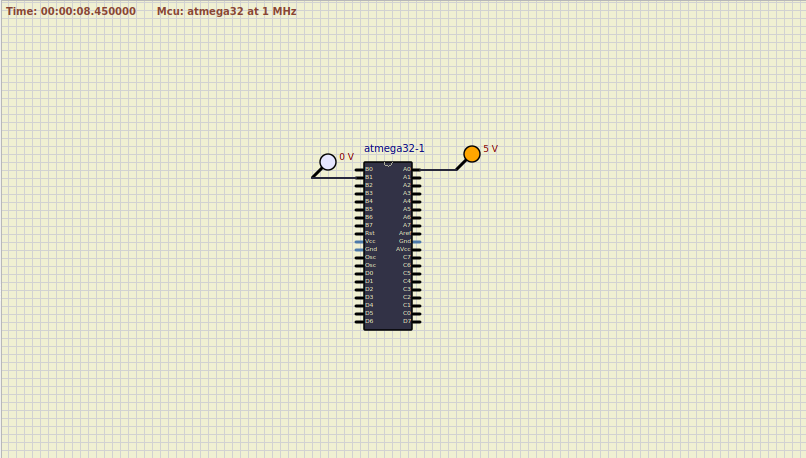 Time: 00:00:08.450000 Mcu: atmega32 at 1 MHz
atmega32-1
0 V
5 V
B0 A0
B1 A1
B2 A2
B3 A3
B4 A4
B5 A5
B6 A6
B7 A7
Rst Aref
Vcc Gnd
Gnd AVcc
Osc C7
Osc C6
D0 C5
D1 C4
D2 C3
D3 C2
D4 C1
D5 C0
D6 D7